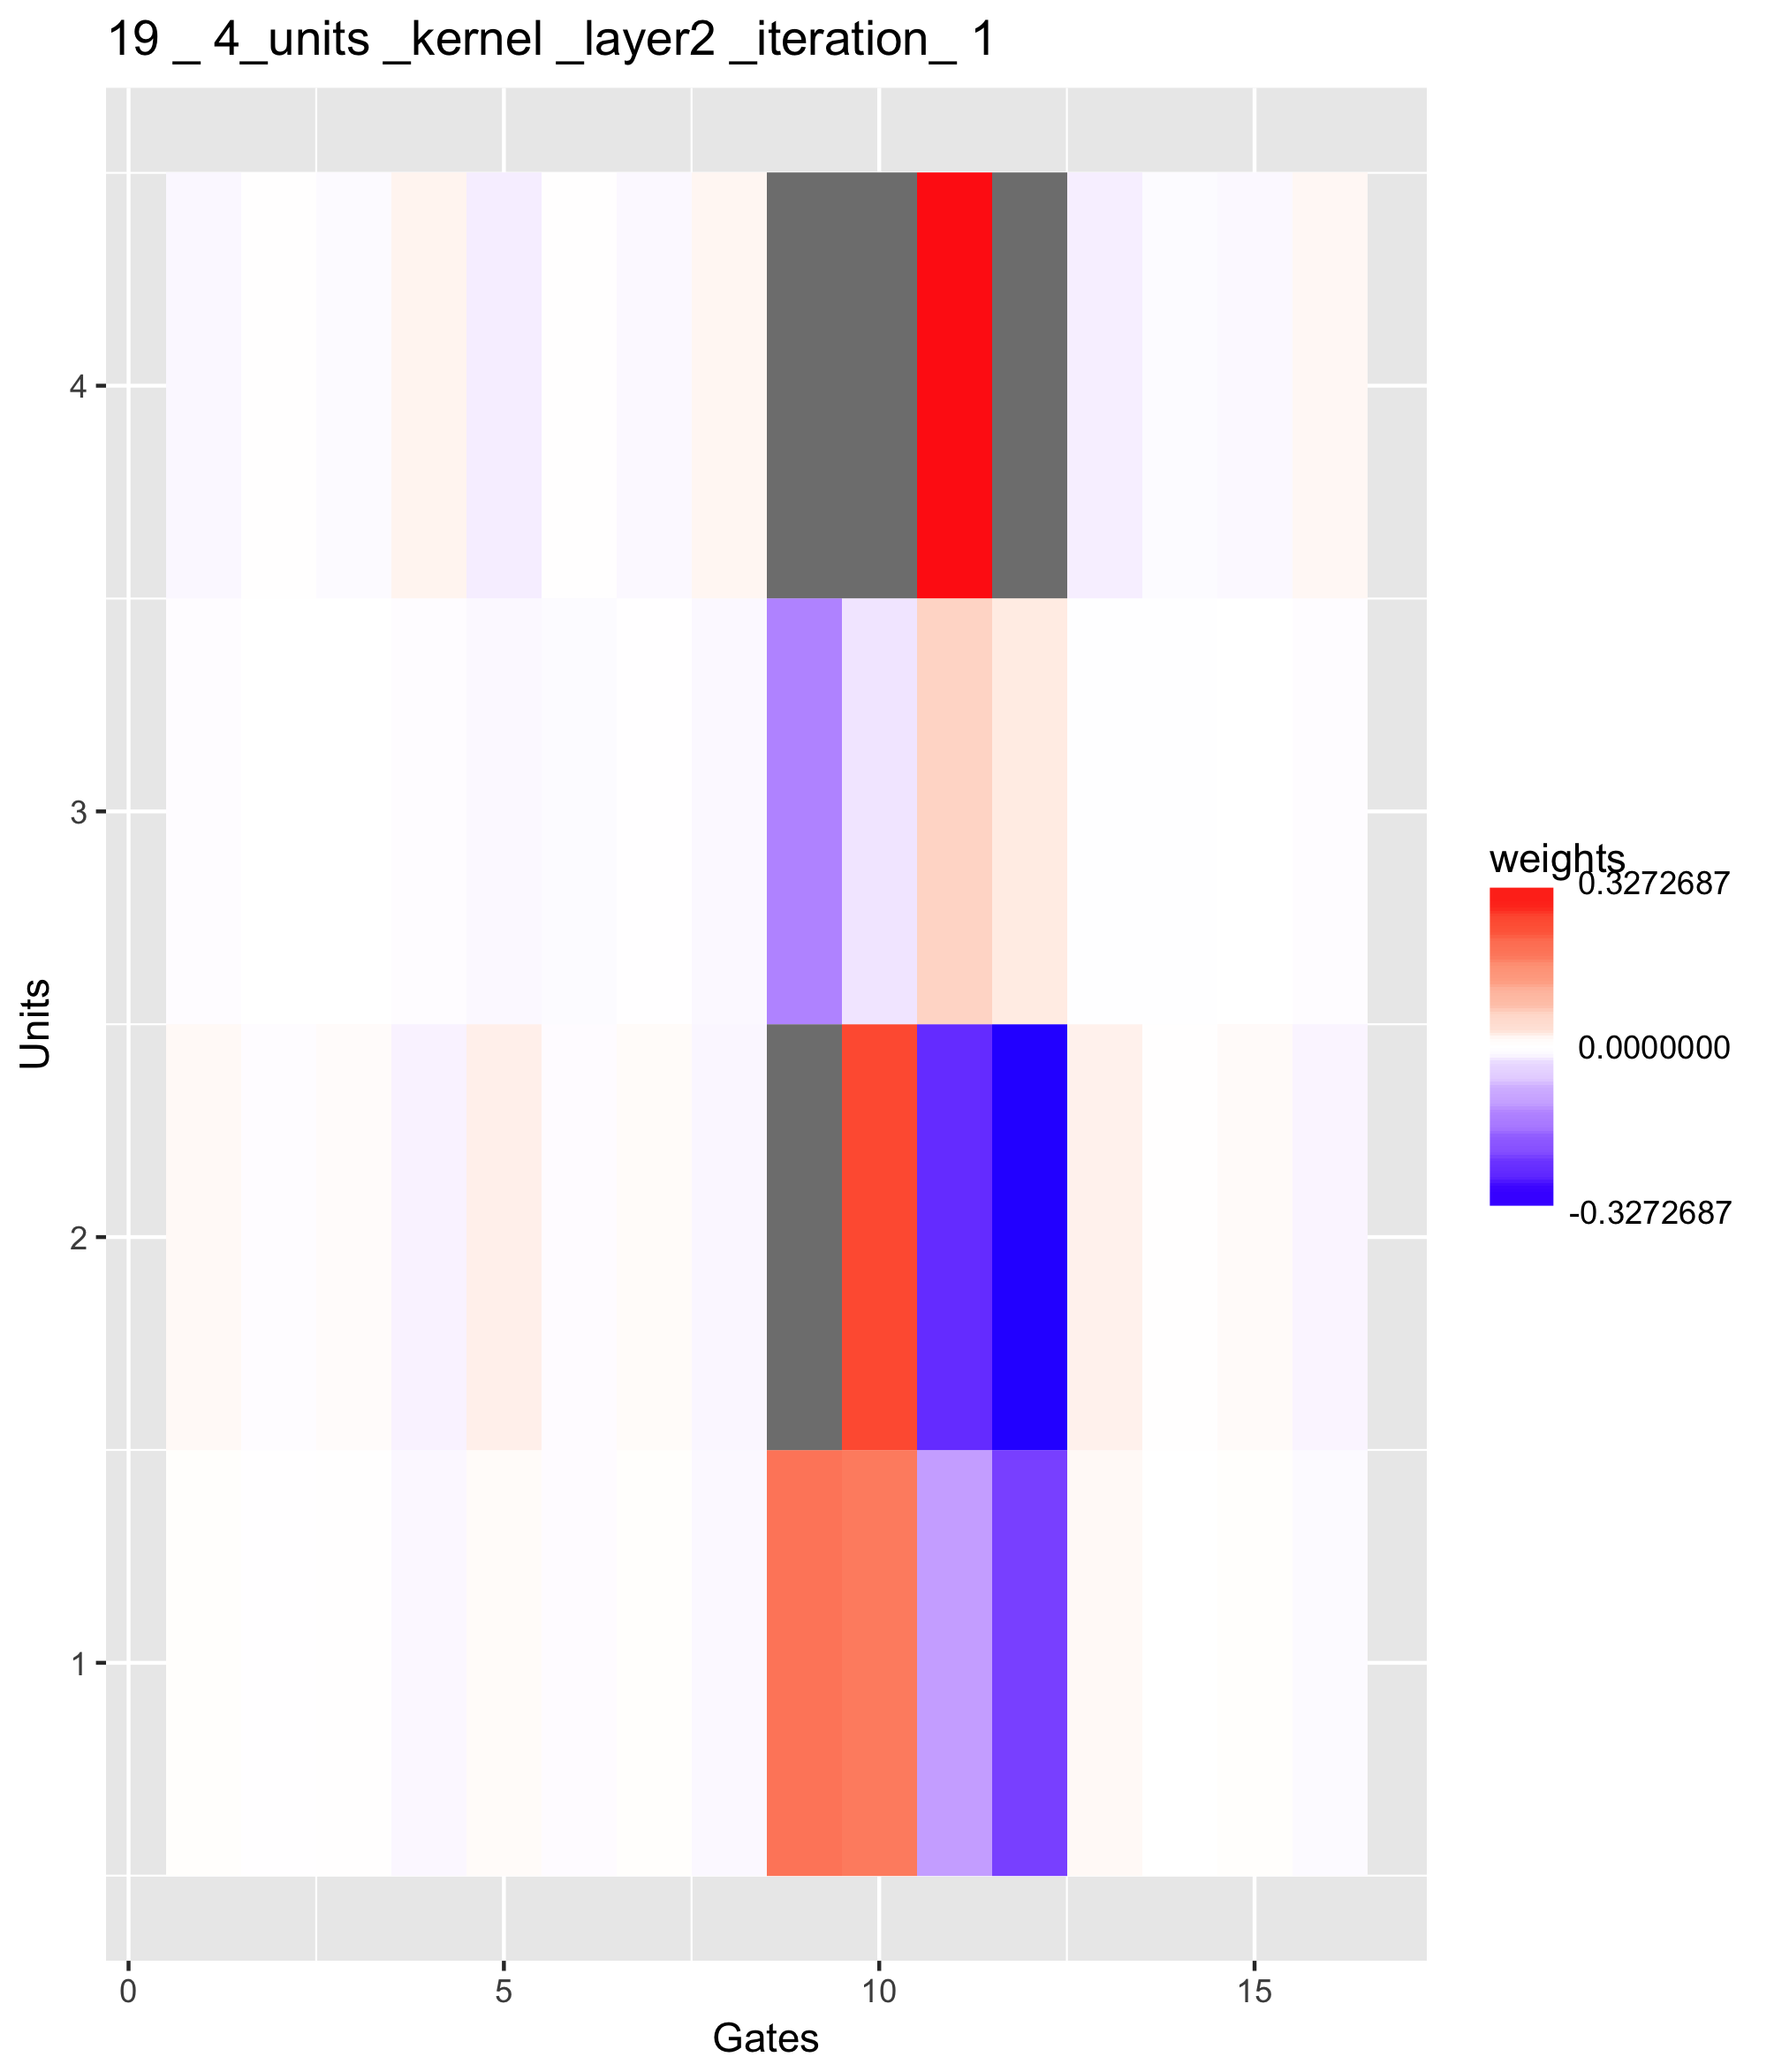 19 _ 4_units _kernel _layer2 _iteration_ 1
4
3
2
1
Units
0 5 10 15
Gates
weights
0.3272687
0.0000000
-0.3272687